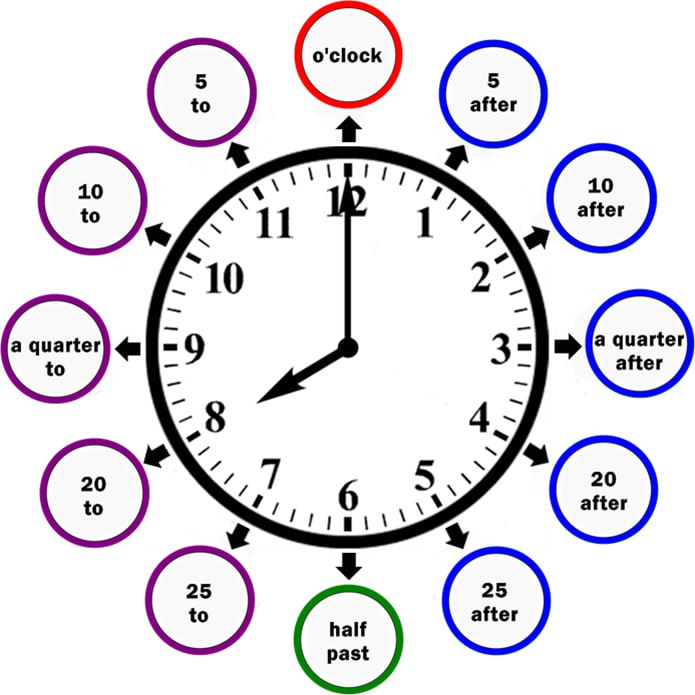 o'clock
5
after
10
after
a quarter
after
20
after
25
after
half
past
25
to
20
to
a quarter
to
10
to
5
to
12
1
2
3
4
5
6
7
8
9
10
11